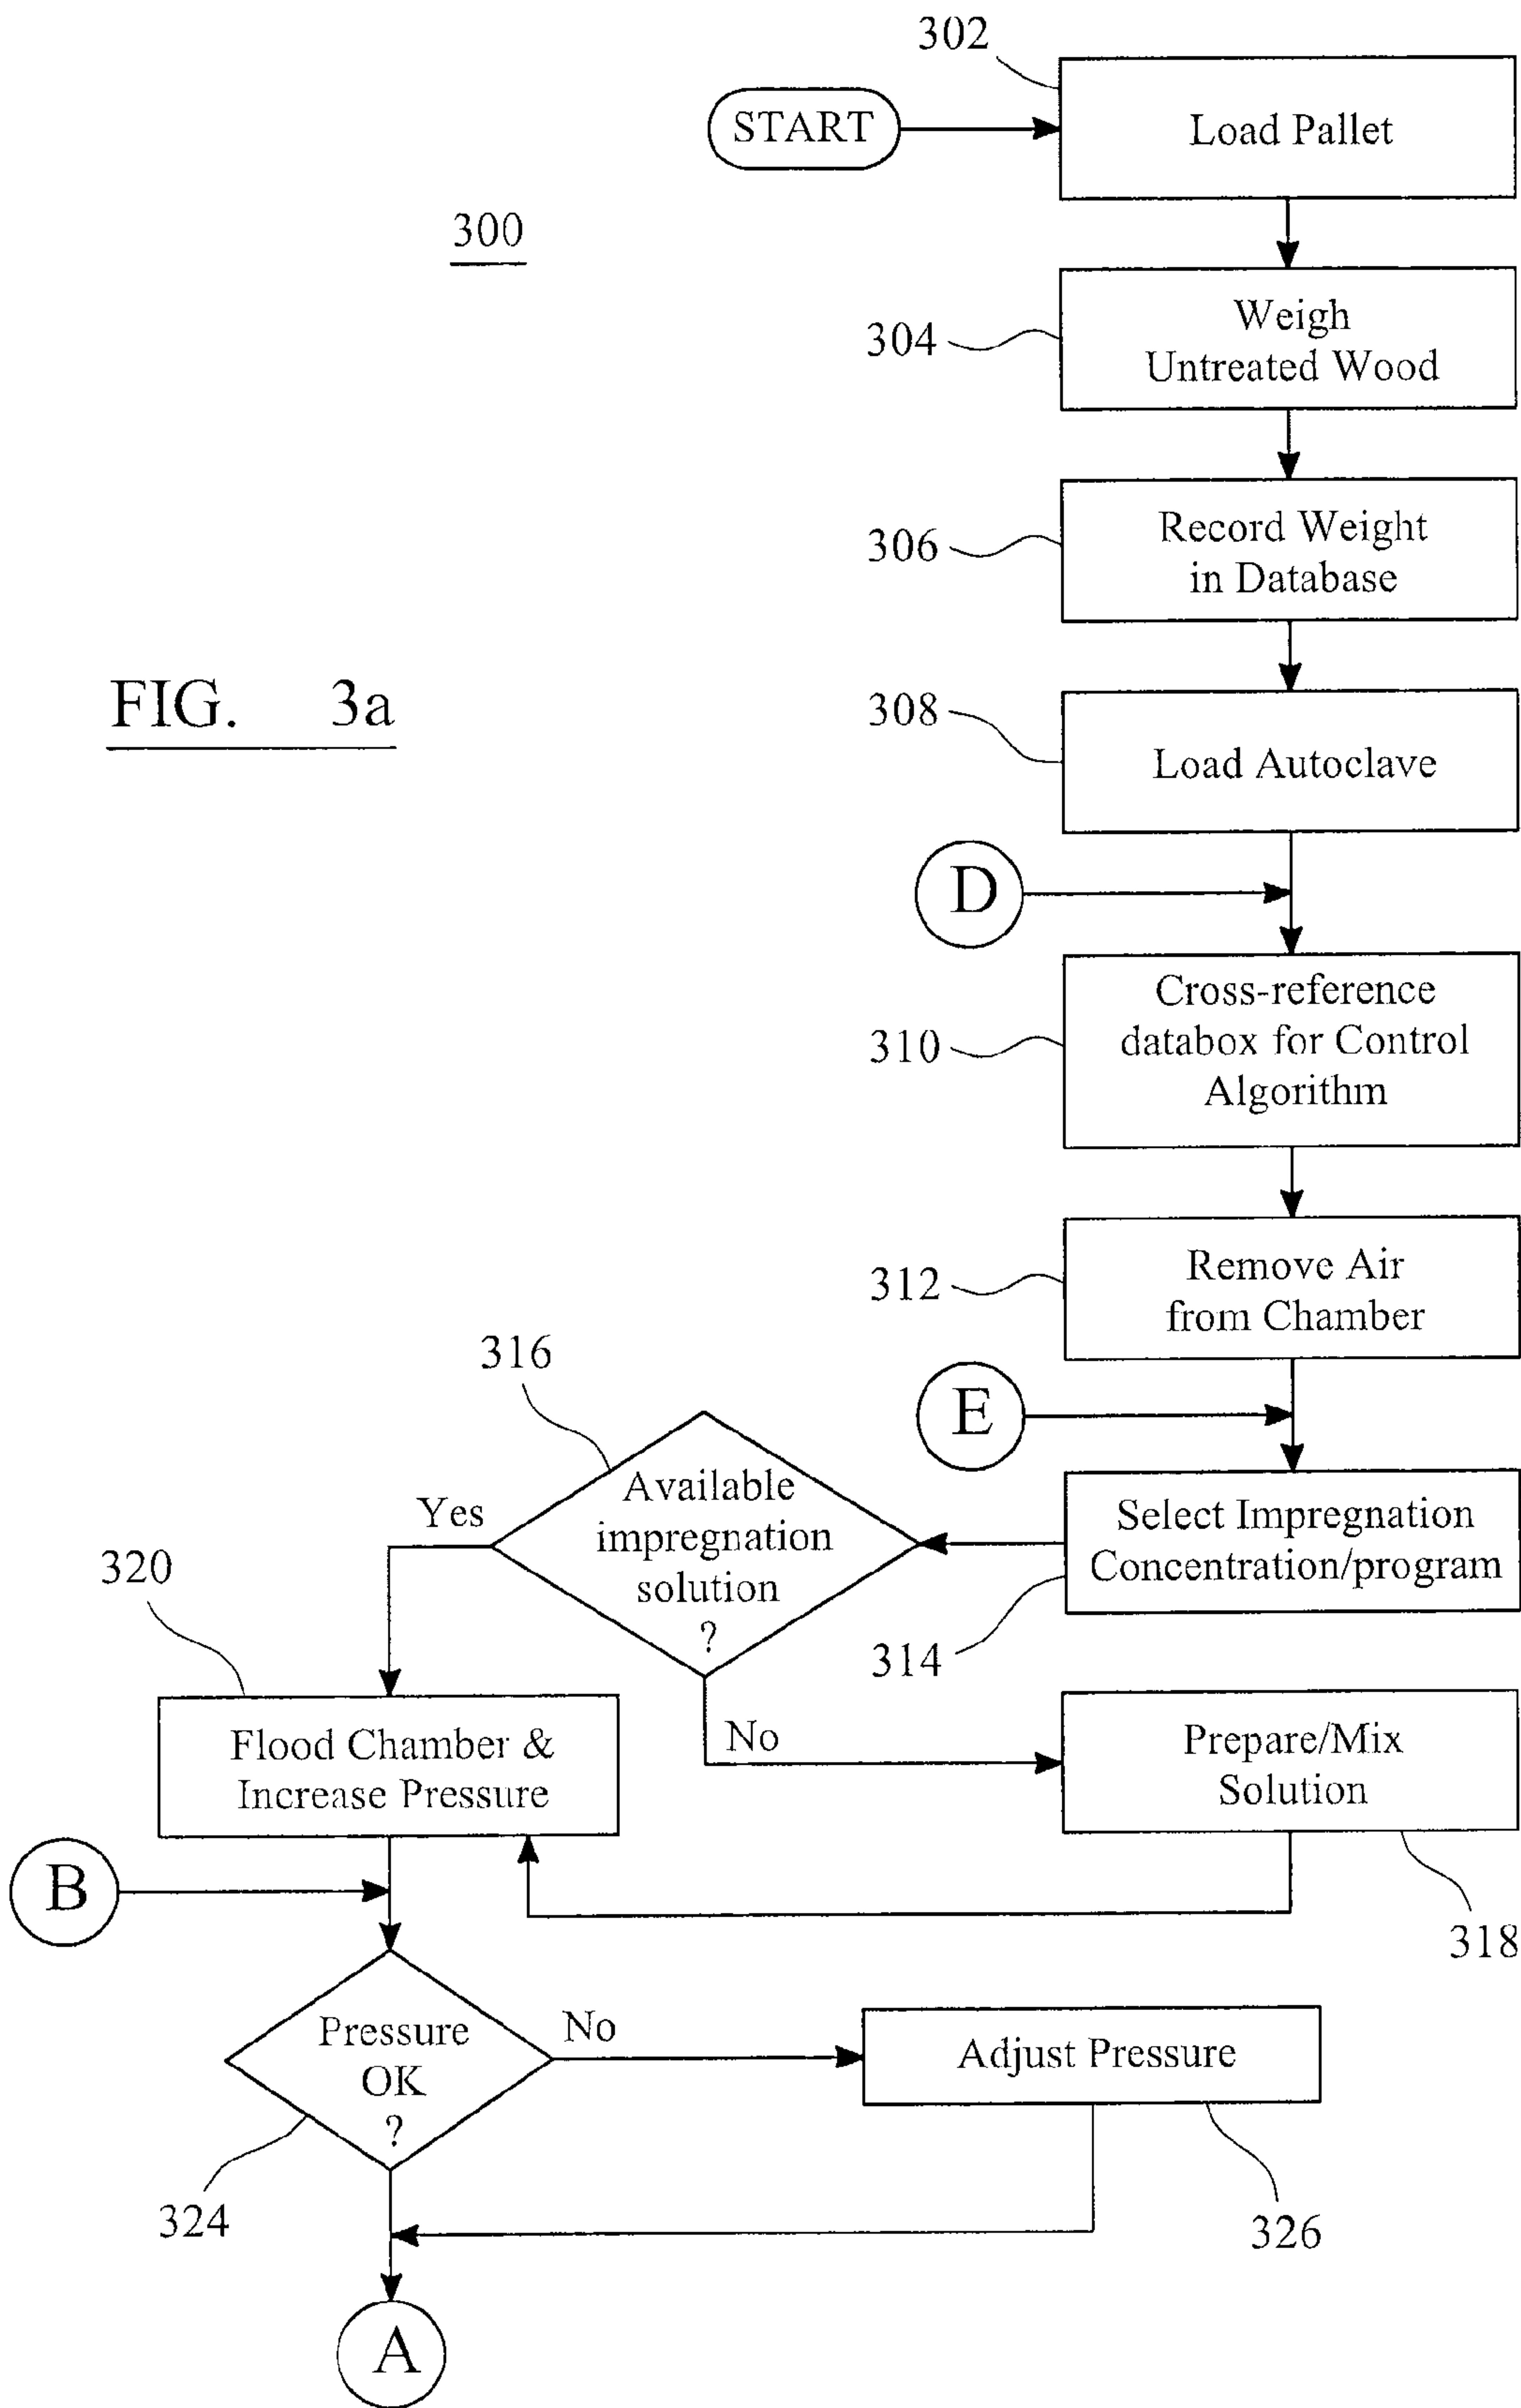 302
START
Load Pallet
300
304
Weigh
Untreated Wood
306
Record Weight
in Database
FIG. 3a
308
Load Autoclave
D
310
Cross-reference
databox for Control
Algorithm
312
Remove Air
from Chamber
316
E
Available
impregnation
solution
?
Yes
Select Impregnation
Concentration/program
314
320
Flood Chamber &
Increase Pressure
No
Prepare/Mix
Solution
318
B
Pressure
OK
?
No
Adjust Pressure
324
326
A